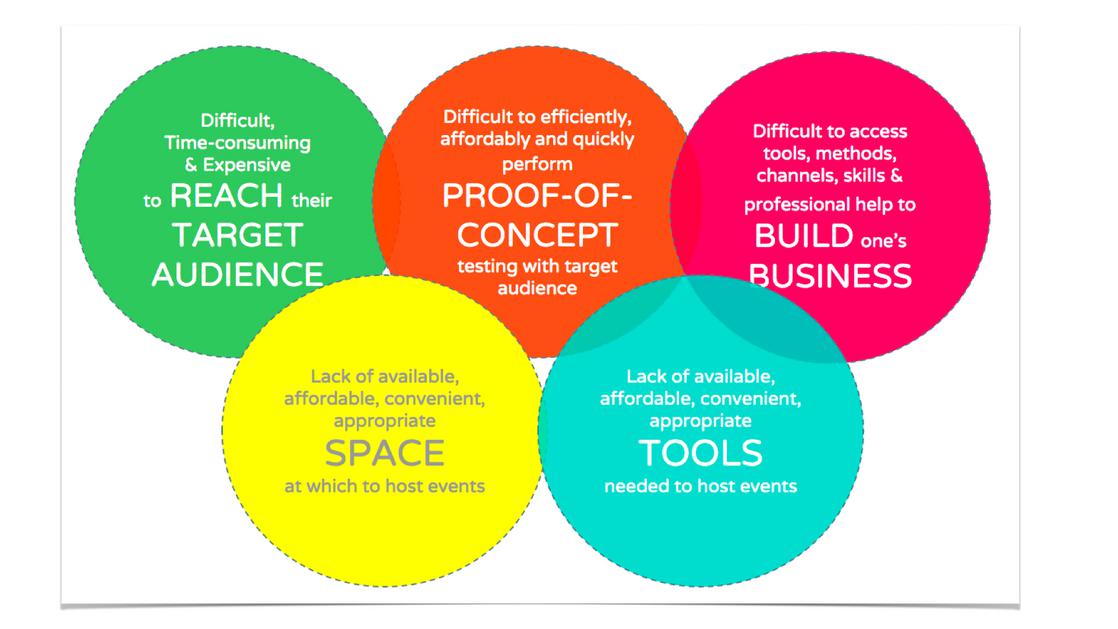 Difficult,
Time-consuming
& Expensive
to REACH their
TARGET
AUDIENCE
Difficult to efficiently,
affordably and quickly
perform
PROOF-OF-
CONCEPT
testing with target
audience
Difficult to access
tools, methods,
channels, skills &
professional help to
BUILD one's
BUSINESS
Lack of available,
affordable, convenient,
appropriate
SPACE
at which to host events
Lack of available,
affordable, convenient,
appropriate
TOOLS
needed to host events